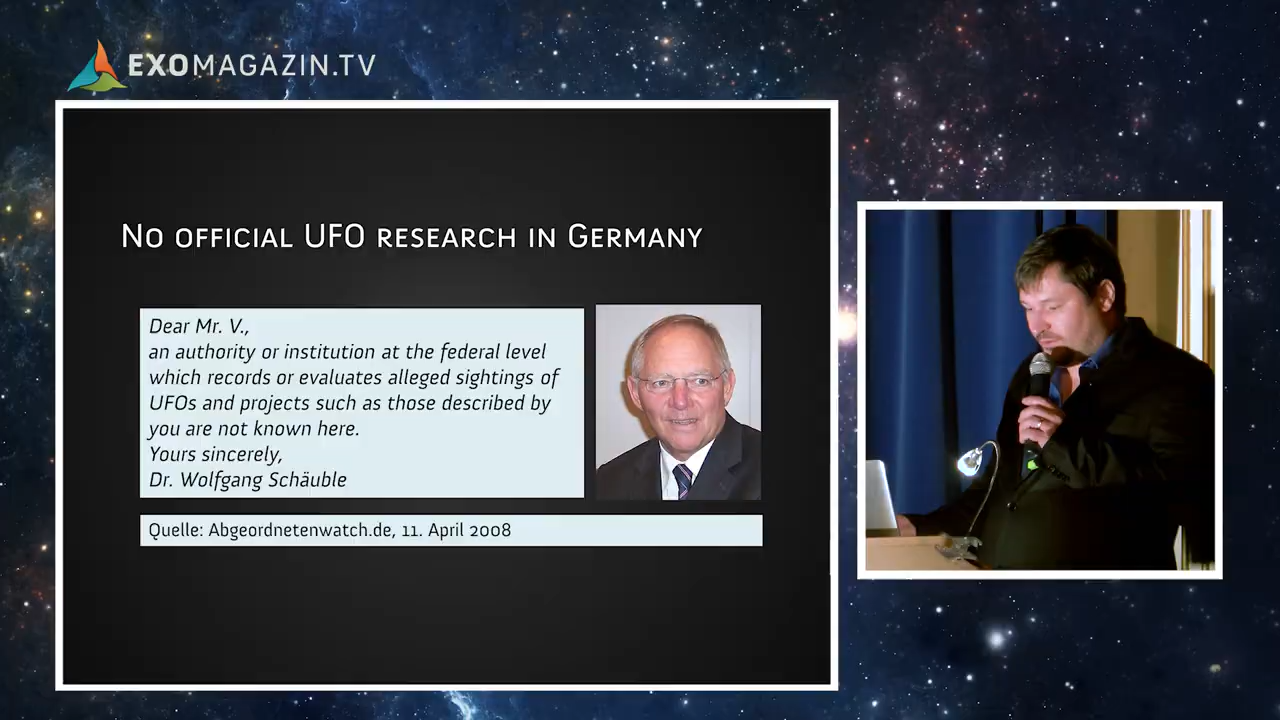 EXOMAGAZIN.TV
No official UFO research in Germany
Dear Mr. V.,
an authority or institution at the federal level
which records or evaluates alleged sightings of
UFOs and projects such as those described by
you are not known here.
Yours sincerely,
Dr. Wolfgang Schäuble
Quelle: Abgeordnetenwatch.de, 11. April 2008